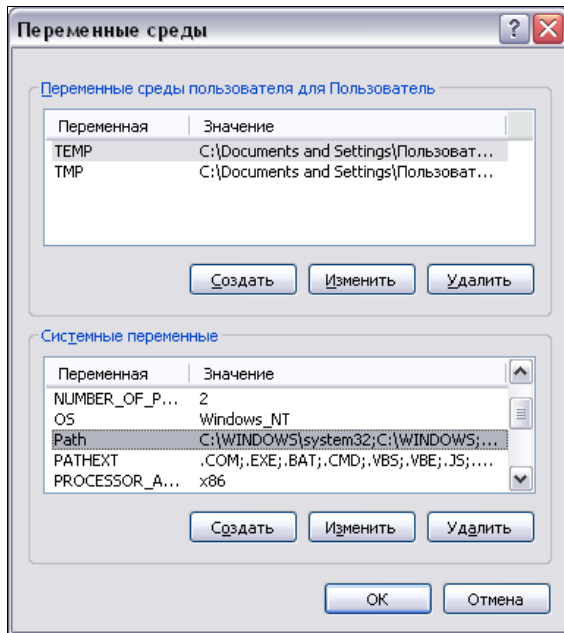 Переменные среды
Переменные среды пользователя для Пользователь
Переменная Значение
TEMP C:\Documents and Settings\Пользоват...
TMP C:\Documents and Settings\Пользоват...
Создать Изменить Удалить
Системные переменные
Переменная Значение
NUMBER_OF_P... 2
OS Windows_NT
Path C:\WINDOWS\system32;C:\WINDOWS;...
PATHEXT .COM;.EXE;.BAT;.CMD;.VBS;.VBE;.JS;....
PROCESSOR_A... x86
Создать Изменить Удалить
ОК Отмена